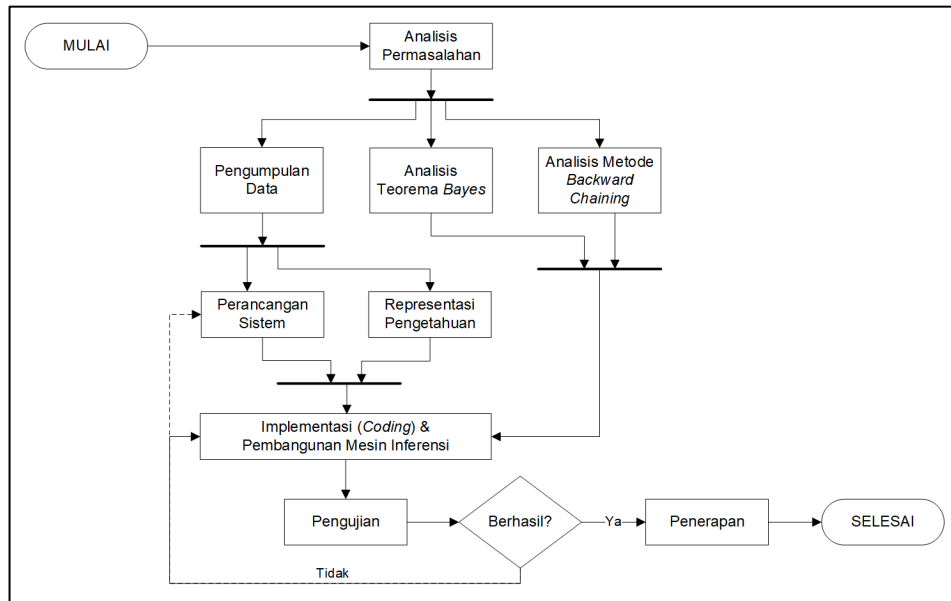 MULAI
Analisis
Permasalahan
Pengumpulan
Data
Analisis
Teorema Bayes
Analisis Metode
Backward
Chaining
Perancangan
Sistem
Representasi
Pengetahuan
Implementasi (Coding) &
Pembangunan Mesin Inferensi
Pengujian
Berhasil?
Ya
Penerapan
SELESAI
Tidak